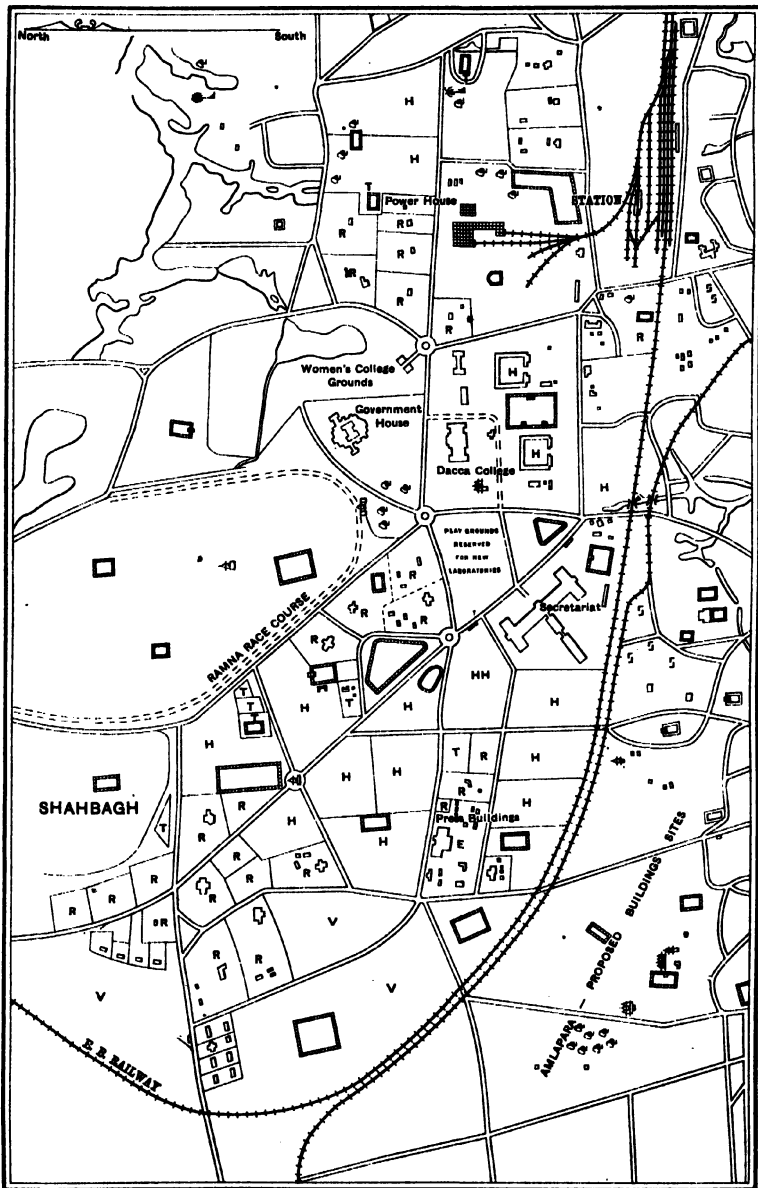 North South
H
H
T
Power House
STATION
R
R
R
R
S
S
R
R
Women's College
Grounds
H
Government
House
Dacca College
H
H
PLAY GROUNDS
RESERVED
FOR NEW
LABORATORIES
RAMNA RACE COURSE
R
R
R
R
Secretariat
S
S
S
S
T
T
T
T
H
H
HH
H
H
H
H
T
R
H
SHAHBAGH
T
R
R
H
R
R
Press Buildings
H
H
E
R
R
R
R
R
R
R
R
R
V
R
R
V
V
AMLAPARA – PROPOSED BUILDINGS SITES
E. B. RAILWAY